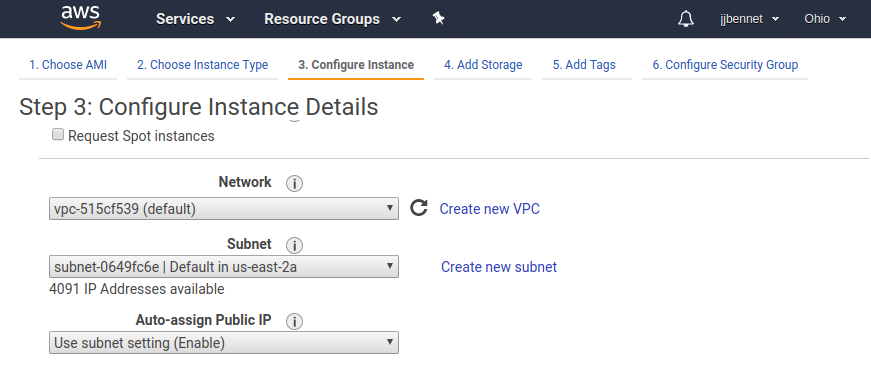 aws Services Resource Groups jjbennet Ohio
1. Choose AMI 2. Choose Instance Type 3. Configure Instance 4. Add Storage 5. Add Tags 6. Configure Security Group
Step 3: Configure Instance Details
Request Spot instances
Network i
vpc-515cf539 (default) Create new VPC
Subnet i
subnet-0649fc6e | Default in us-east-2a Create new subnet
4091 IP Addresses available
Auto-assign Public IP i
Use subnet setting (Enable)